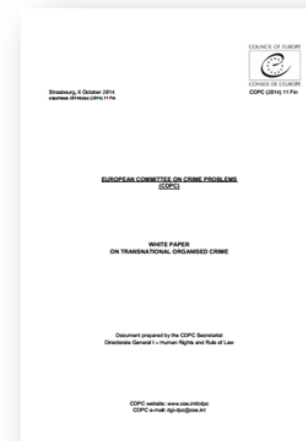 COUNCIL OF EUROPE
CONSEIL DE L'EUROPE
Strasbourg, 6 October 2014
CDPC (2014) 11 Fin
EUROPEAN COMMITTEE ON CRIME PROBLEMS
(CDPC)
WHITE PAPER
ON TRANSNATIONAL ORGANISED CRIME
Document prepared by the CDPC Secretariat
Directorate General I – Human Rights and Rule of Law
CDPC website: www.coe.int/cdpc
CDPC e-mail: dgi-cdpc@coe.int